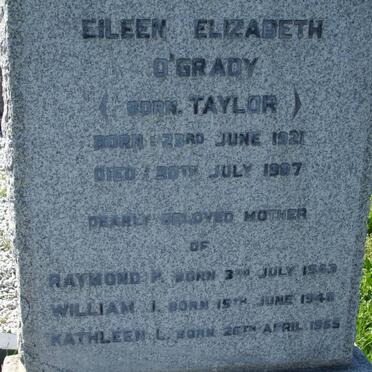 EILEEN ELIZABETH
O'GRADY
( BORN. TAYLOR )
BORN : 23RD JUNE 1921
DIED : 30TH JULY 1987
DEARLY BELOVED MOTHER
OF
RAYMOND P. BORN 3RD JULY 1943
WILLIAM I. BORN 15TH JUNE
KATHLEEN L. BORN 26TH APRIL 1955